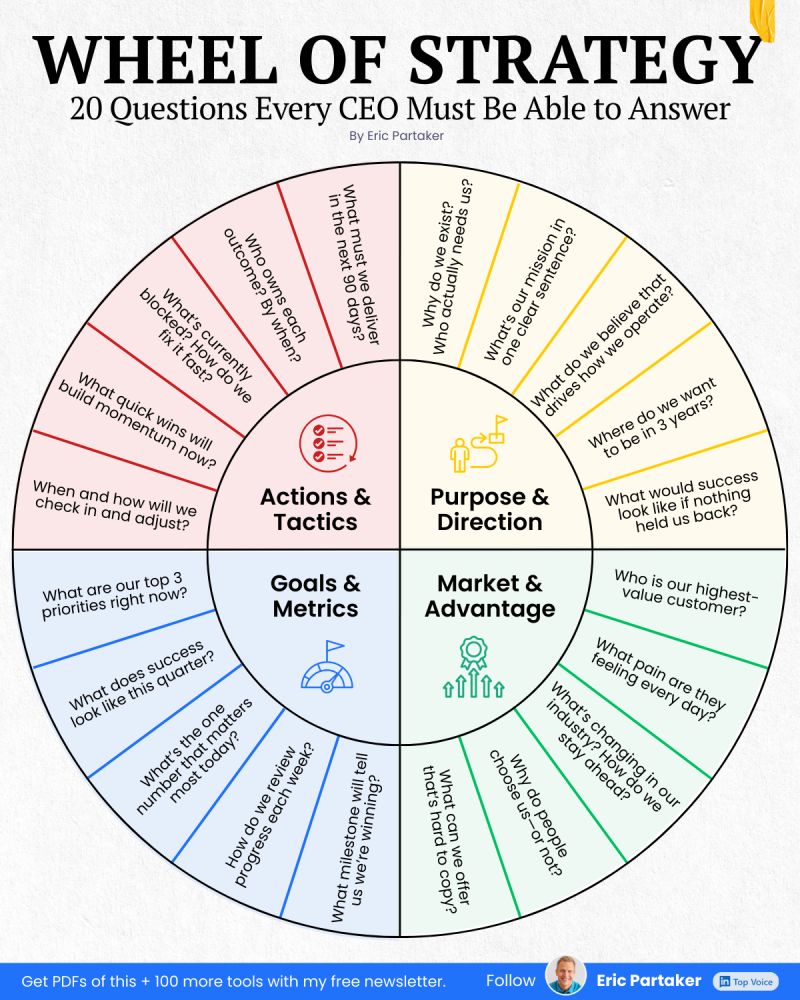 WHEEL OF STRATEGY
20 Questions Every CEO Must Be Able to Answer
By Eric Partaker
Why do we exist?
Who actually needs us?
What's our mission in
one clear sentence?
What do we believe that
drives how we operate?
Where do we want
to be in 3 years?
What would success
look like if nothing
held us back?
Purpose &
Direction
Who is our highest-
value customer?
What pain are they
feeling every day?
What's changing in our
industry? How do we
stay ahead?
Why do people
choose us—or not?
What can we offer
that's hard to copy?
Market &
Advantage
What milestone will tell
us we're winning?
How do we review
progress each week?
What's the one
number that matters
most today?
What does success
look like this quarter?
What are our top 3
priorities right now?
Goals &
Metrics
When and how will we
check in and adjust?
What quick wins will
build momentum now?
What's currently
blocked? How do we
fix it fast?
Who owns each
outcome? By when?
What must we deliver
in the next 90 days?
Actions &
Tactics
Get PDFs of this + 100 more tools with my free newsletter.
Follow Eric Partaker in Top Voice